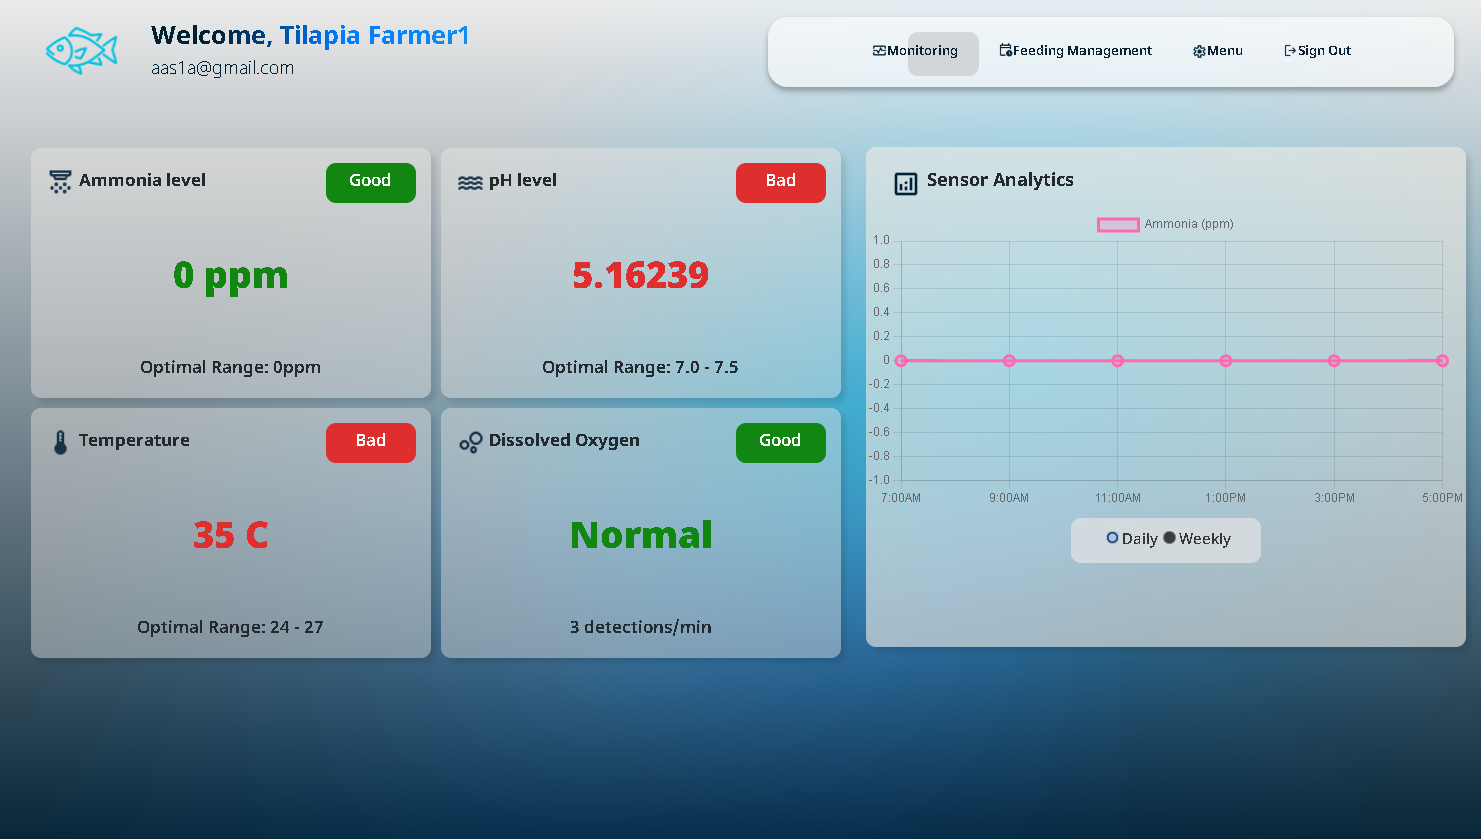 Welcome, Tilapia Farmer1
aas1a@gmail.com
Monitoring
Feeding Management
Menu
Sign Out
Ammonia level
Good
0 ppm
Optimal Range: 0ppm
pH level
Bad
5.16239
Optimal Range: 7.0 - 7.5
Temperature
Bad
35 C
Optimal Range: 24 - 27
Dissolved Oxygen
Good
Normal
3 detections/min
Sensor Analytics
Ammonia (ppm)
1.0
0.8
0.6
0.4
0.2
0
-0.2
-0.4
-0.6
-0.8
-1.0
7:00AM 9:00AM 11:00AM 1:00PM 3:00PM 5:00PM
Daily Weekly